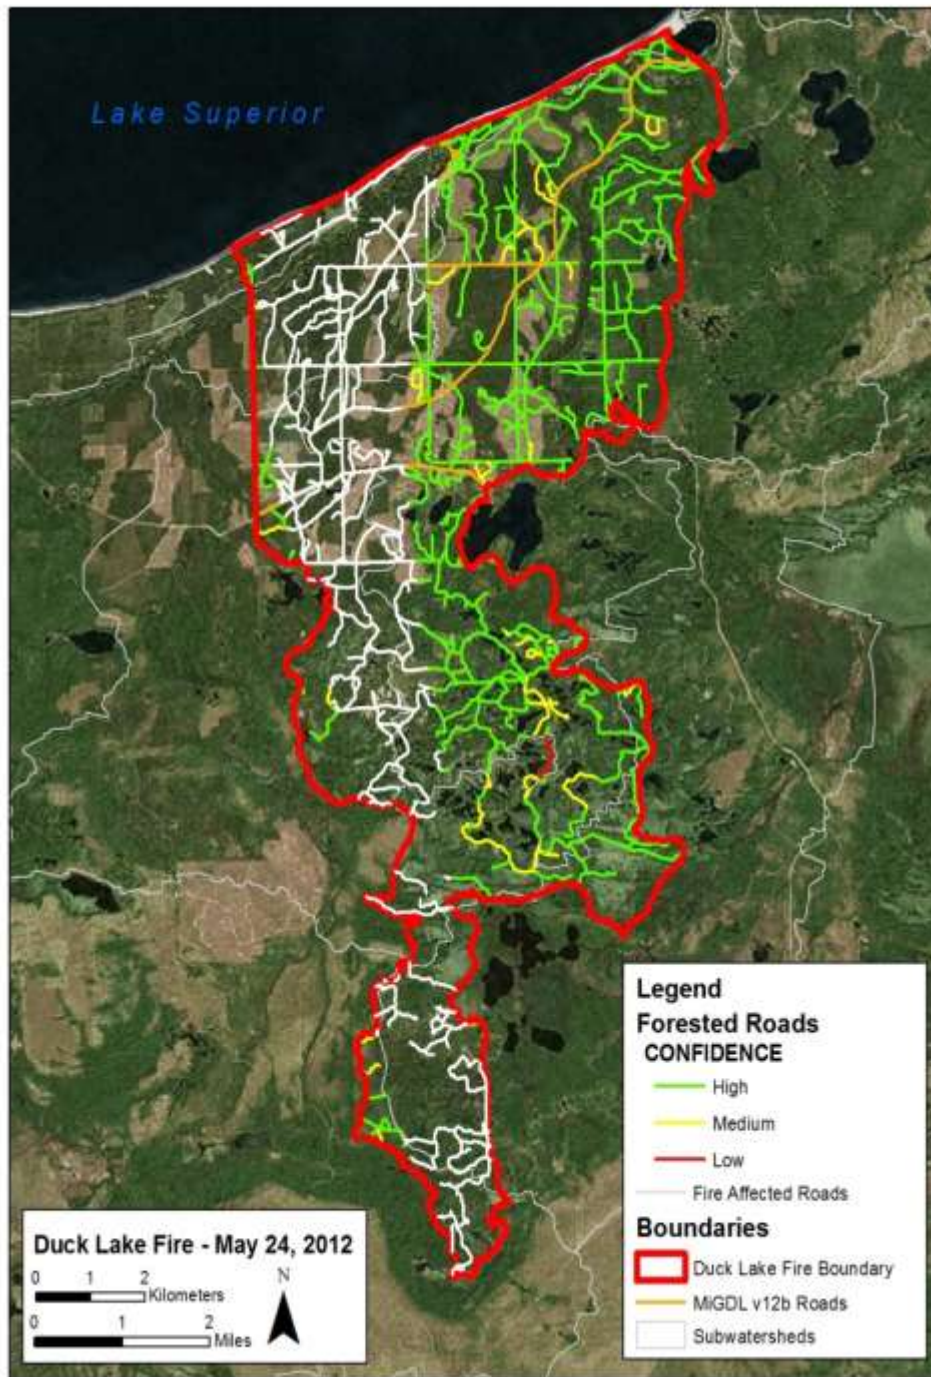 Lake Superior
Legend
Forested Roads
CONFIDENCE
High
Medium
Low
Fire Affected Roads
Boundaries
Duck Lake Fire Boundary
MiGDL v12b Roads
Subwatersheds
Duck Lake Fire - May 24, 2012
0 1 2
Kilometers
0 1 2
Miles
N